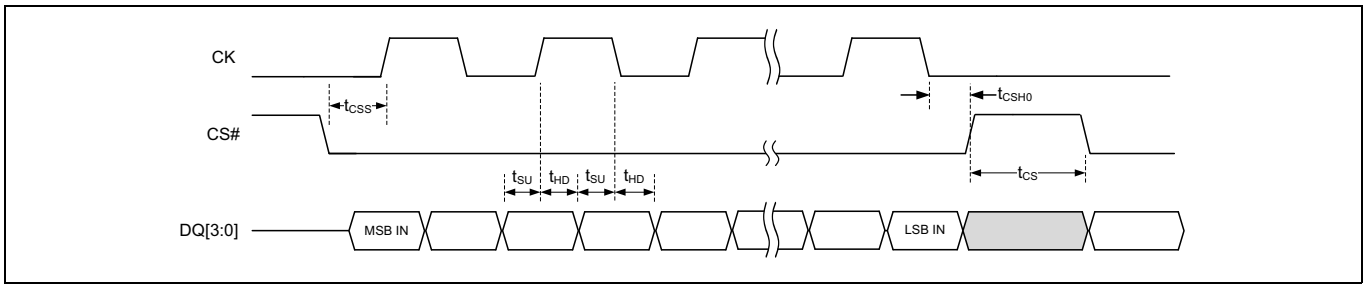 CK
tCSS
tCSH0
CS#
tCS
tSU tHD tSU tHD
DQ[3:0]
MSB IN
LSB IN